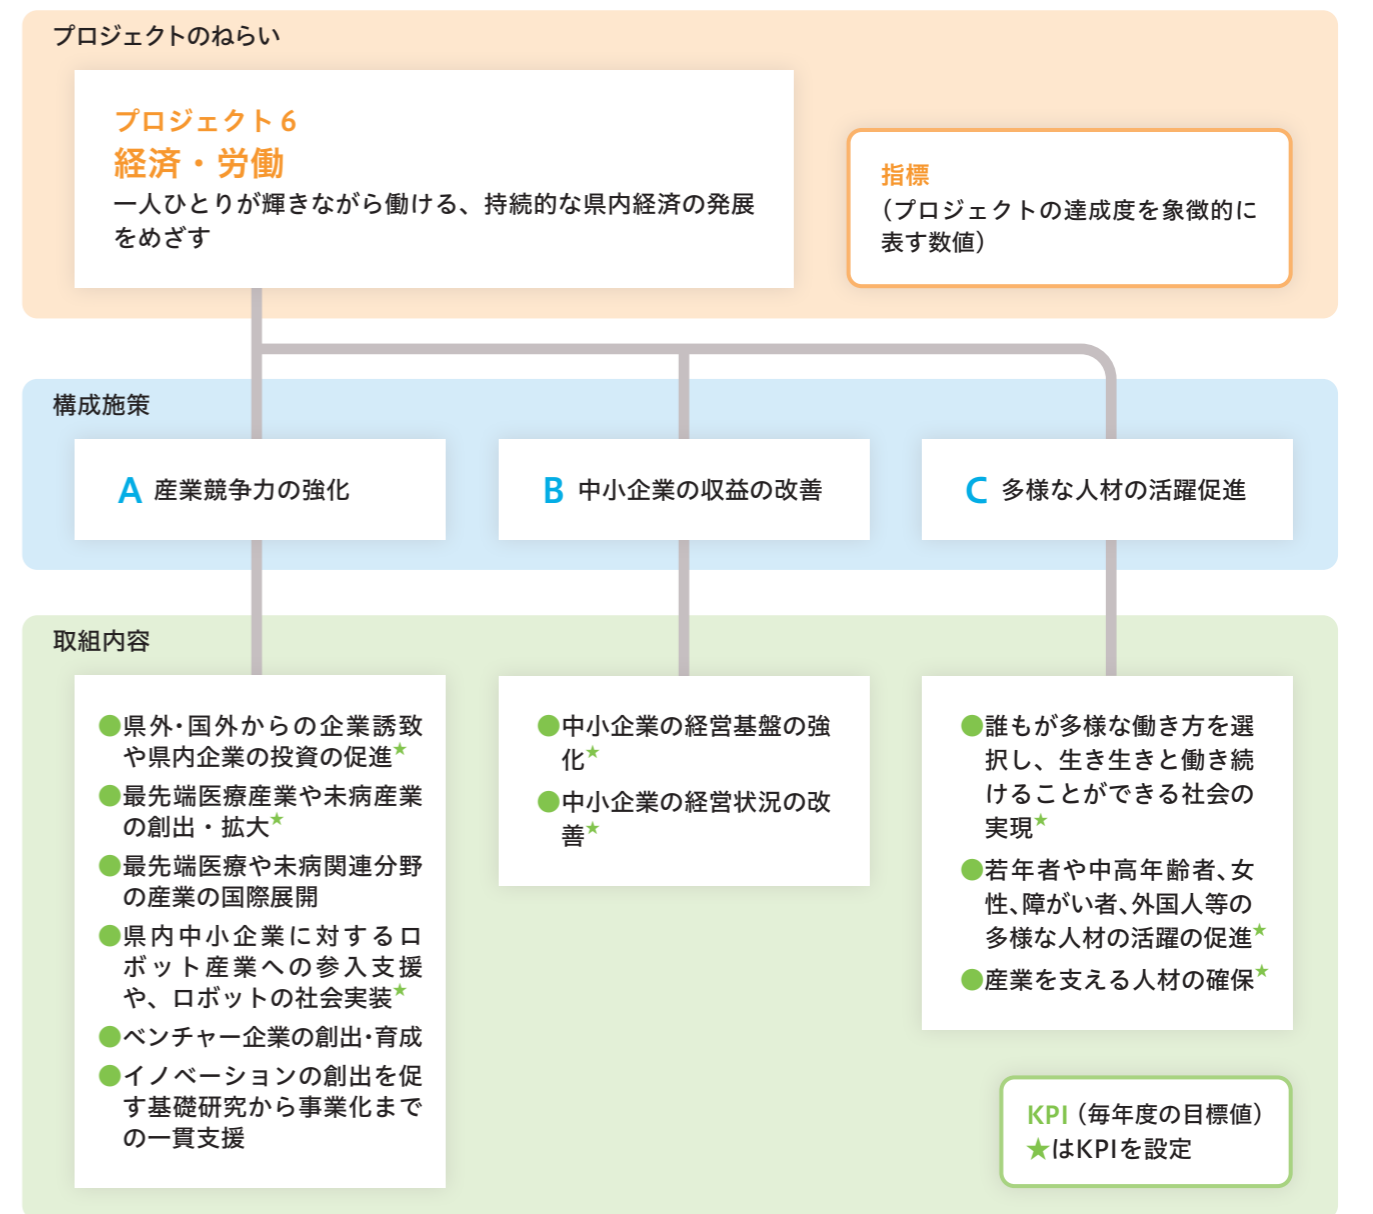 プロジェクトのねらい
プロジェクト 6
経済・労働
一人ひとりが輝きながら働ける、持続的な県内経済の発展
をめざす
指標
（プロジェクトの達成度を象徴的に
表す数値）
構成施策
A 産業競争力の強化
B 中小企業の収益の改善
C 多様な人材の活躍促進
取組内容
●県外・国外からの企業誘致
や県内企業の投資の促進★
●最先端医療産業や未病産業
の創出・拡大★
●最先端医療や未病関連分野
の産業の国際展開
●県内中小企業に対するロ
ボット産業への参入支援
や、ロボットの社会実装★
●ベンチャー企業の創出・育成
●イノベーションの創出を促
す基礎研究から事業化まで
の一貫支援
●中小企業の経営基盤の強
化★
●中小企業の経営状況の改
善★
●誰もが多様な働き方を選
択し、生き生きと働き続
けることができる社会の
実現★
●若年者や中高年齢者、女
性、障がい者、外国人等の
多様な人材の活躍の促進★
●産業を支える人材の確保★
KPI（毎年度の目標値）
★はKPIを設定